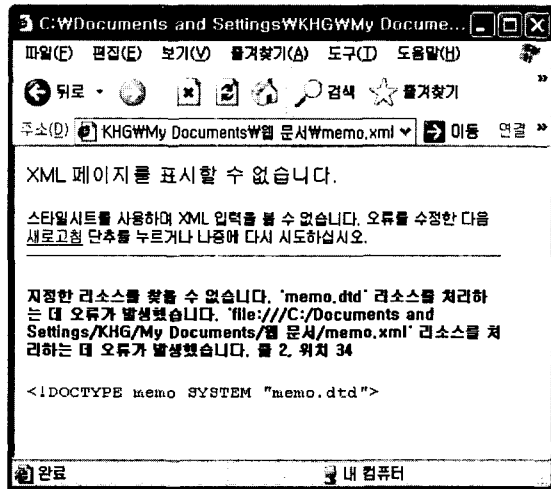 C:₩Documents and Settings₩KHG₩My Docume...
파일(F) 편집(E) 보기(V) 즐겨찾기(A) 도구(T) 도움말(H)
뒤로 검색 즐겨찾기 »
주소(D) KHG₩My Documents₩웹 문서₩memo.xml 이동 연결 »
XML 페이지를 표시할 수 없습니다.
스타일시트를 사용하며 XML 입력을 볼 수 없습니다. 오류를 수정한 다음
새로고침 단추를 누르거나 나중에 다시 시도하십시오.
지정한 리소스를 찾을 수 없습니다. 'memo.dtd' 리소스를 처리하
는 데 오류가 발생했습니다. 'file:///C:/Documents and
Settings/KHG/My Documents/웹 문서/memo.xml' 리소스를 처
리하는 데 오류가 발생했습니다. 줄 2, 위치 34
<!DOCTYPE memo SYSTEM "memo.dtd">
완료 내 컴퓨터